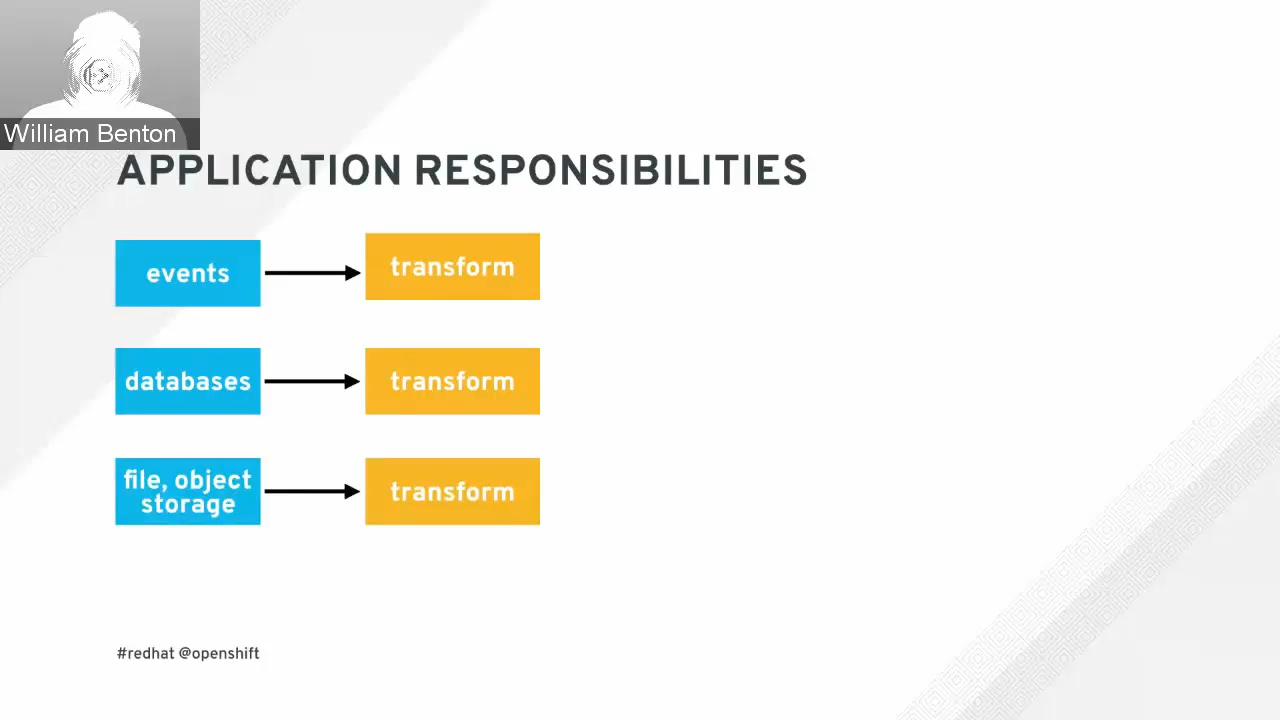 William Benton
APPLICATION RESPONSIBILITIES
events
transform
databases
transform
file, object
storage
transform
#redhat @openshift